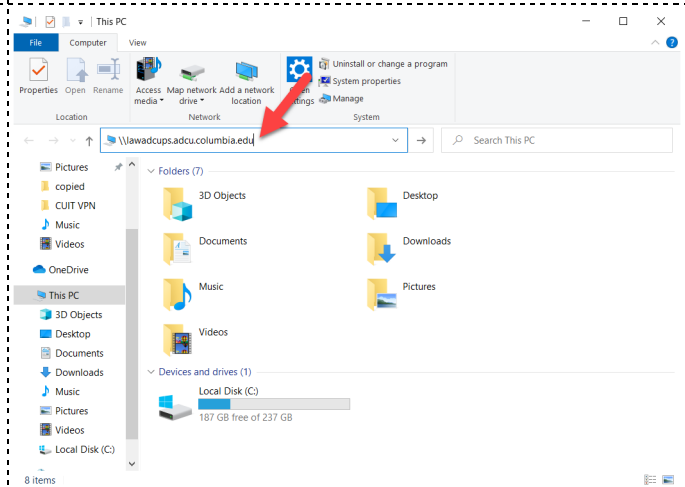 This PC
File Computer View
Properties Open Rename
Access media Map network drive Add a network location
Uninstall or change a program
System properties
Manage
Location Network System
\\lawadcups.adcu.columbia.edu
Search This PC
Pictures
copied
CUIT VPN
Music
Videos
OneDrive
This PC
3D Objects
Desktop
Documents
Downloads
Music
Pictures
Videos
Local Disk (C:)
Folders (7)
3D Objects
Desktop
Documents
Downloads
Music
Pictures
Videos
Devices and drives (1)
Local Disk (C:)
187 GB free of 237 GB
8 items